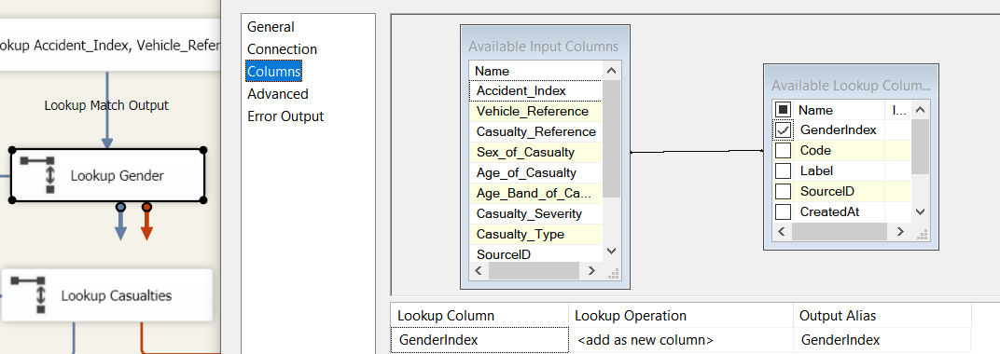 ookup Accident_Index, Vehicle_Refer
Lookup Match Output
Lookup Gender
Lookup Casualties
General
Connection
Columns
Advanced
Error Output
Available Input Columns
Name
Accident_Index
Vehicle_Reference
Casualty_Reference
Sex_of_Casualty
Age_of_Casualty
Age_Band_of_Ca...
Casualty_Severity
Casualty_Type
SourceID
Available Lookup Colum...
Name I...
GenderIndex
Code
Label
SourceID
CreatedAt
Lookup Column Lookup Operation Output Alias
GenderIndex <add as new column> GenderIndex